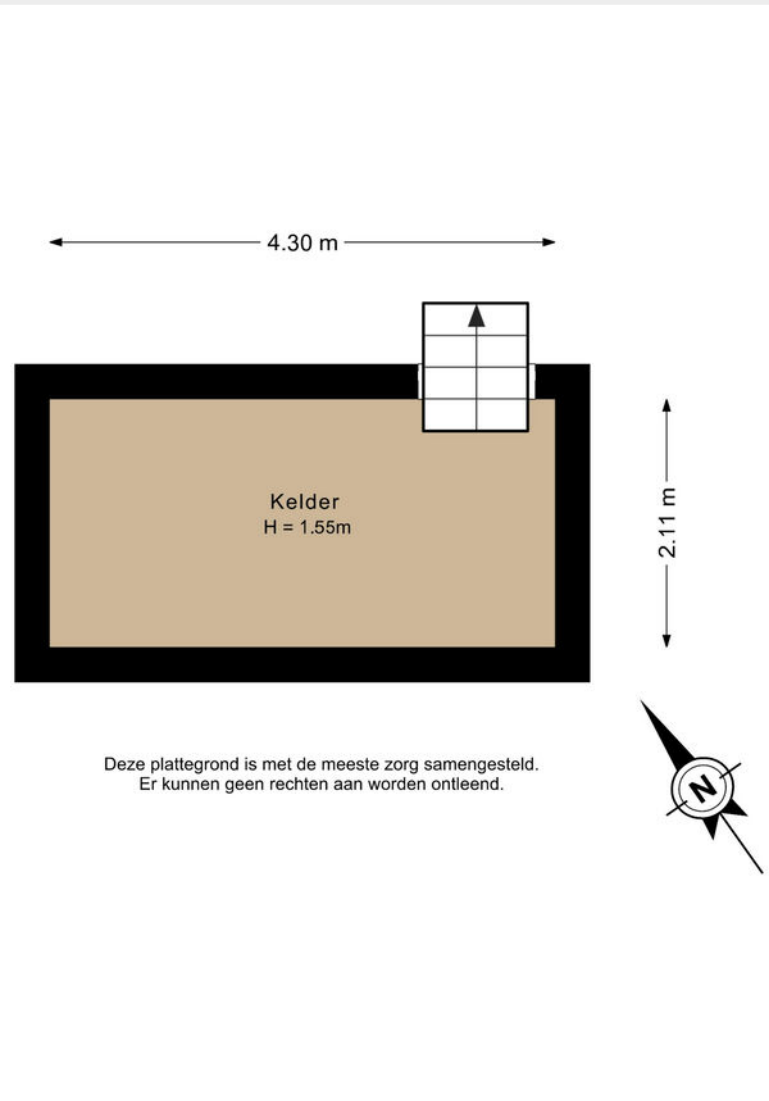 4.30 m
Kelder
H = 1.55m
2.11 m
Deze plattegrond is met de meeste zorg samengesteld.
Er kunnen geen rechten aan worden ontleend.
N